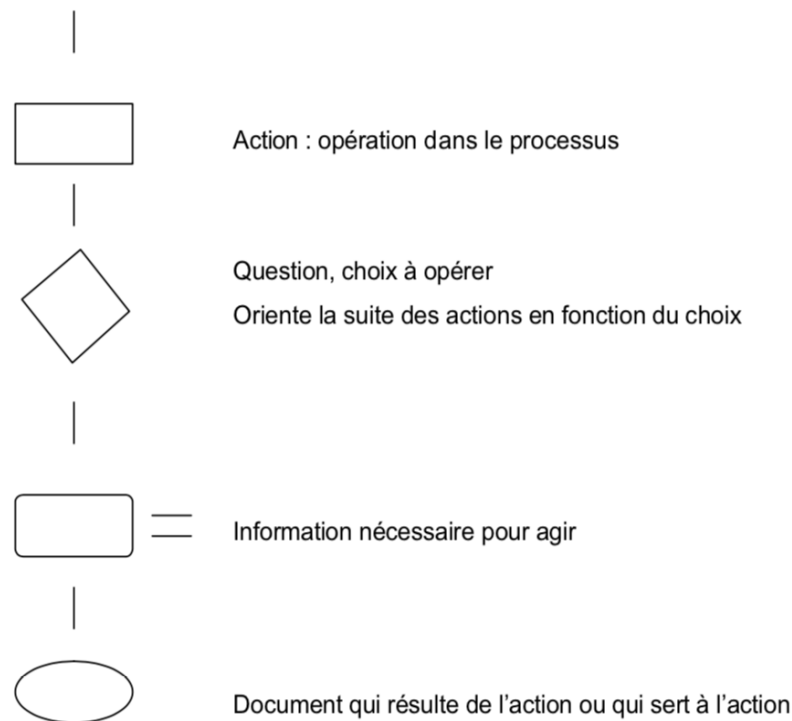 Action : opération dans le processus
Question, choix à opérer
Oriente la suite des actions en fonction du choix
Information nécessaire pour agir
Document qui résulte de l’action ou qui sert à l’action